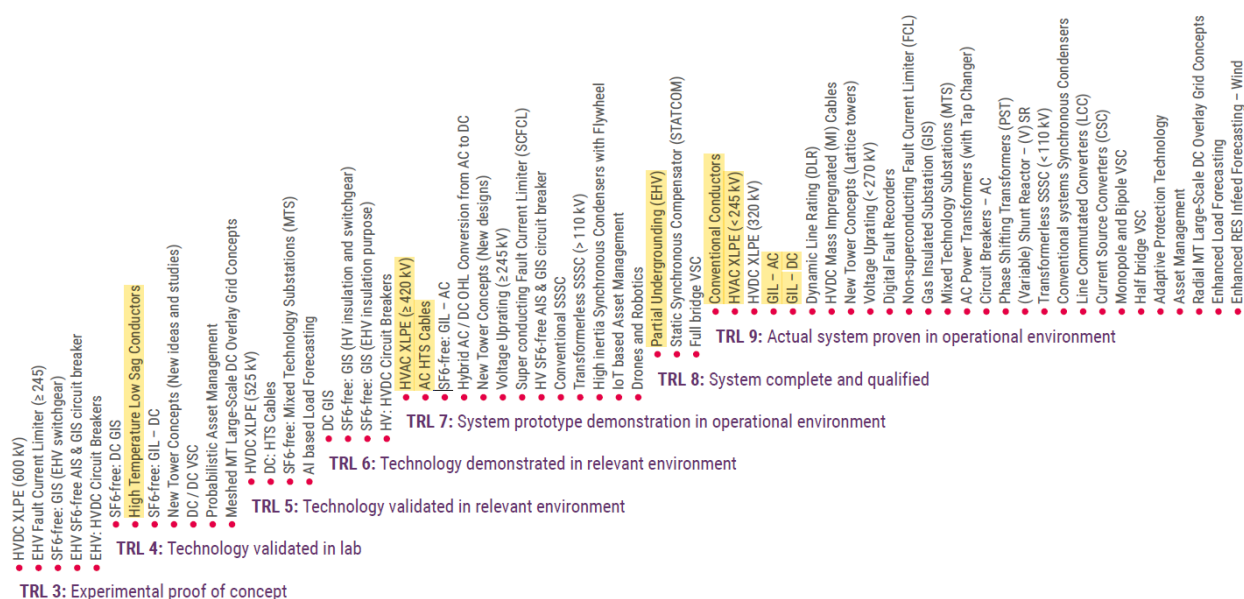 HVDC XLPE (600 kV)
EHV Fault Current Limiter (≥ 245)
SF6-free: GIS (EHV switchgear)
EHV SF6-free AIS & GIS circuit breaker
EHV: HVDC Circuit Breakers
TRL 3: Experimental proof of concept
SF6-free: DC GIS
High Temperature Low Sag Conductors
SF6-free: GIL – DC
New Tower Concepts (New ideas and studies)
DC / DC VSC
Probabilistic Asset Management
Meshed MT Large-Scale DC Overlay Grid Concepts
TRL 4: Technology validated in lab
HVDC XLPE (525 kV)
DC: HTS Cables
SF6-free: Mixed Technology Substations (MTS)
AI based Load Forecasting
TRL 5: Technology validated in relevant environment
DC GIS
SF6-free: GIS (HV insulation and switchgear)
SF6-free: GIS (EHV insulation purpose)
HV: HVDC Circuit Breakers
TRL 6: Technology demonstrated in relevant environment
HVAC XLPE (≥ 420 kV)
AC HTS Cables
SF6-free: GIL – AC
Hybrid AC / DC OHL Conversion from AC to DC
New Tower Concepts (New designs)
Voltage Uprating (≥ 245kV)
Super conducting Fault Current Limiter (SCFCL)
HV SF6-free AIS & GIS circuit breaker
Conventional SSSC
Transformerless SSSC (> 110 kV)
High inertia Synchronous Condensers with Flywheel
IoT based Asset Management
Drones and Robotics
TRL 7: System prototype demonstration in operational environment
Partial Undergrounding (EHV)
Static Synchronous Compensator (STATCOM)
Full bridge VSC
TRL 8: System complete and qualified
Conventional Conductors
HVAC XLPE (< 245 kV)
HVDC XLPE (320 kV)
GIL – AC
GIL – DC
Dynamic Line Rating (DLR)
HVDC Mass Impregnated (MI) Cables
New Tower Concepts (Lattice towers)
Voltage Uprating (< 270 kV)
Digital Fault Recorders
Non-superconducting Fault Current Limiter (FCL)
Gas Insulated Substation (GIS)
Mixed Technology Substations (MTS)
AC Power Transformers (with Tap Changer)
Circuit Breakers – AC
Phase Shifting Transformers (PST)
(Variable) Shunt Reactor – (V) SR
Transformerless SSSC (< 110 kV)
Conventional systems Synchronous Condensers
Line Commutated Converters (LCC)
Current Source Converters (CSC)
Monopole and Bipole VSC
Half bridge VSC
Adaptive Protection Technology
Asset Management
Radial MT Large-Scale DC Overlay Grid Concepts
Enhanced Load Forecasting
Enhanced RES Infeed Forecasting – Wind
TRL 9: Actual system proven in operational environment